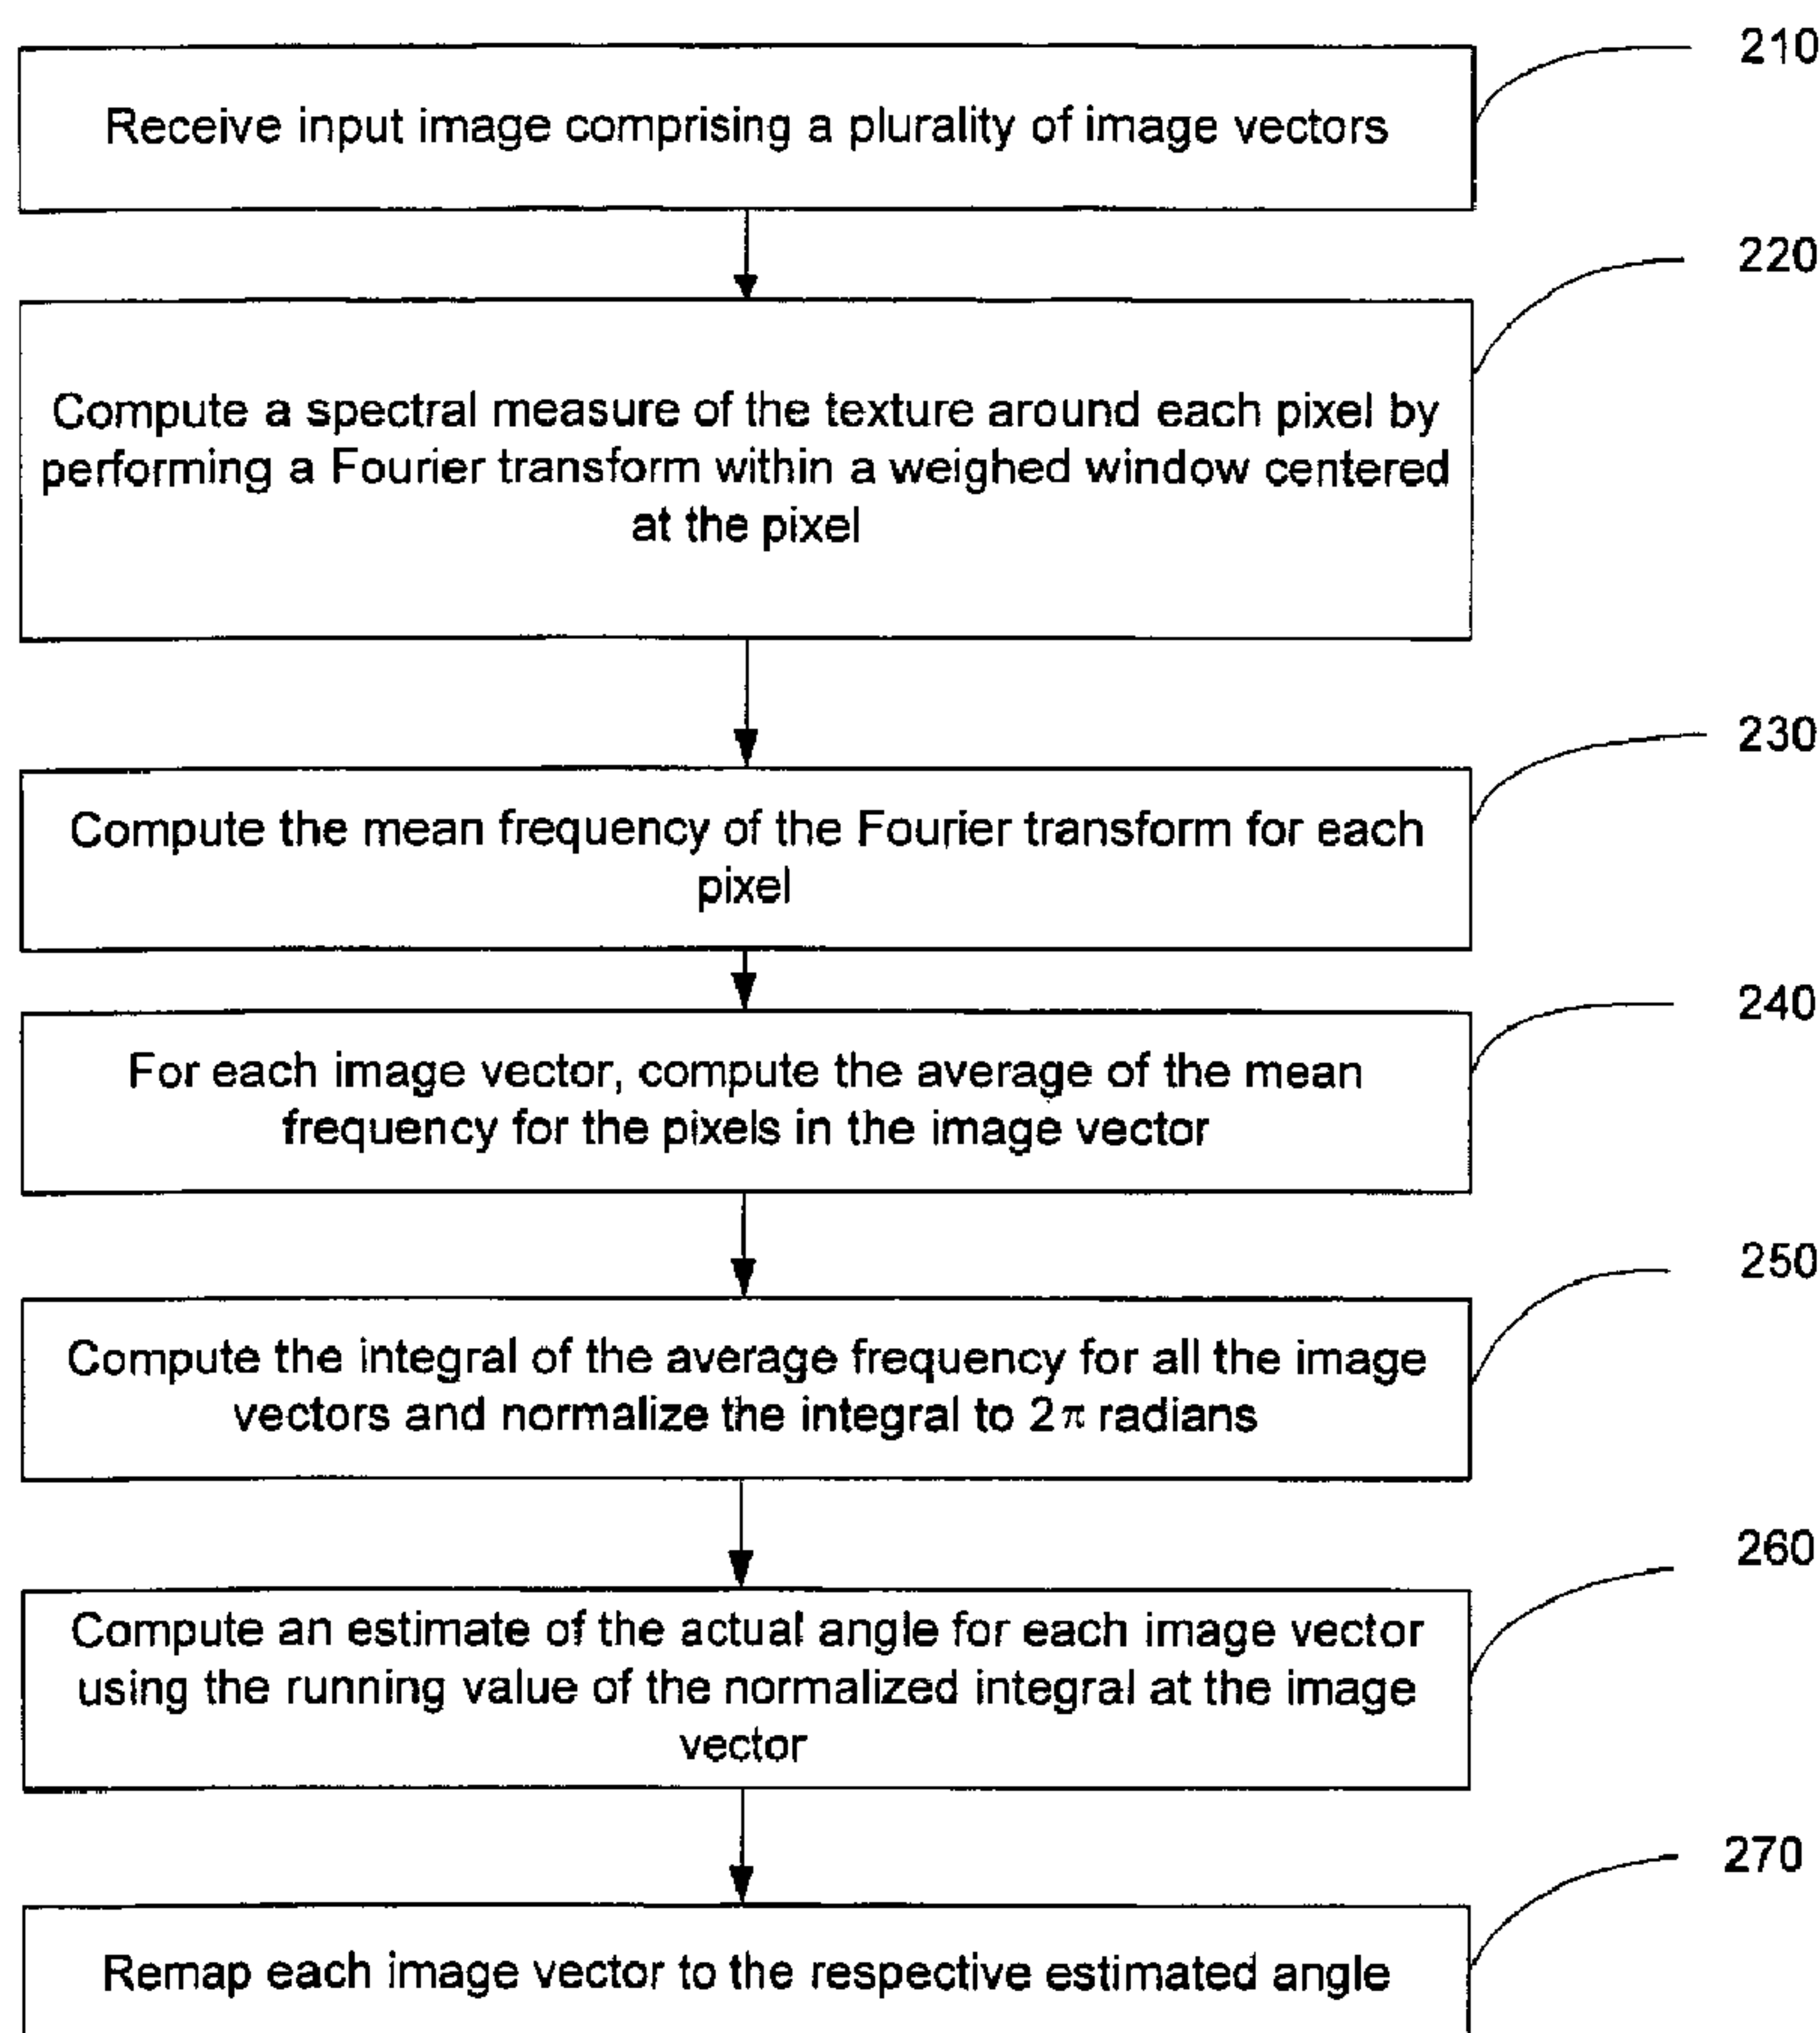 210
Receive input image comprising a plurality of image vectors
220
Compute a spectral measure of the texture around each pixel by
performing a Fourier transform within a weighed window centered
at the pixel
230
Compute the mean frequency of the Fourier transform for each
pixel
240
For each image vector, compute the average of the mean
frequency for the pixels in the image vector
250
Compute the integral of the average frequency for all the image
vectors and normalize the integral to 2π radians
260
Compute an estimate of the actual angle for each image vector
using the running value of the normalized integral at the image
vector
270
Remap each image vector to the respective estimated angle